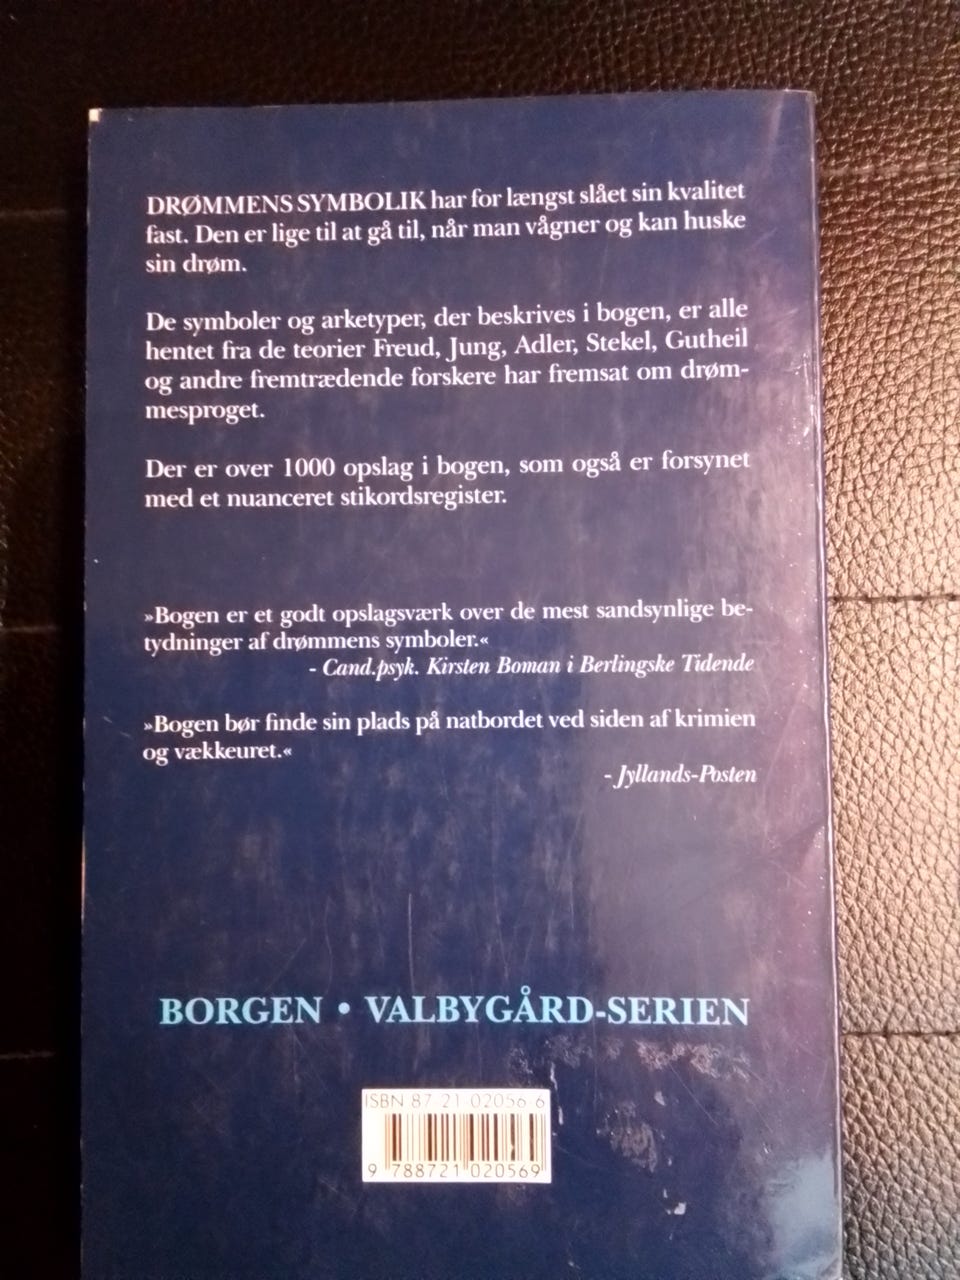 DRØMMENS SYMBOLIK har for længst slået sin kvalitet
fast. Den er lige til at gå til, når man vågner og kan huske
sin drøm.
De symboler og arketyper, der beskrives i bogen, er alle
hentet fra de teorier Freud, Jung, Adler, Stekel, Gutheil
og andre fremtrædende forskere har fremsat om drøm-
mesproget.
Der er over 1000 opslag i bogen, som også er forsynet
med et nuanceret stikordsregister.
»Bogen er et godt opslagsværk over de mest sandsynlige be-
tydninger af drømmens symboler.«
- Cand.psyk. Kirsten Boman i Berlingske Tidende
»Bogen bør finde sin plads på natbordet ved siden af krimien
og vækkeuret.«
- Jyllands-Posten
BORGEN • VALBYGÅRD-SERIEN
ISBN 87-21-02056-6
9 788721 020569